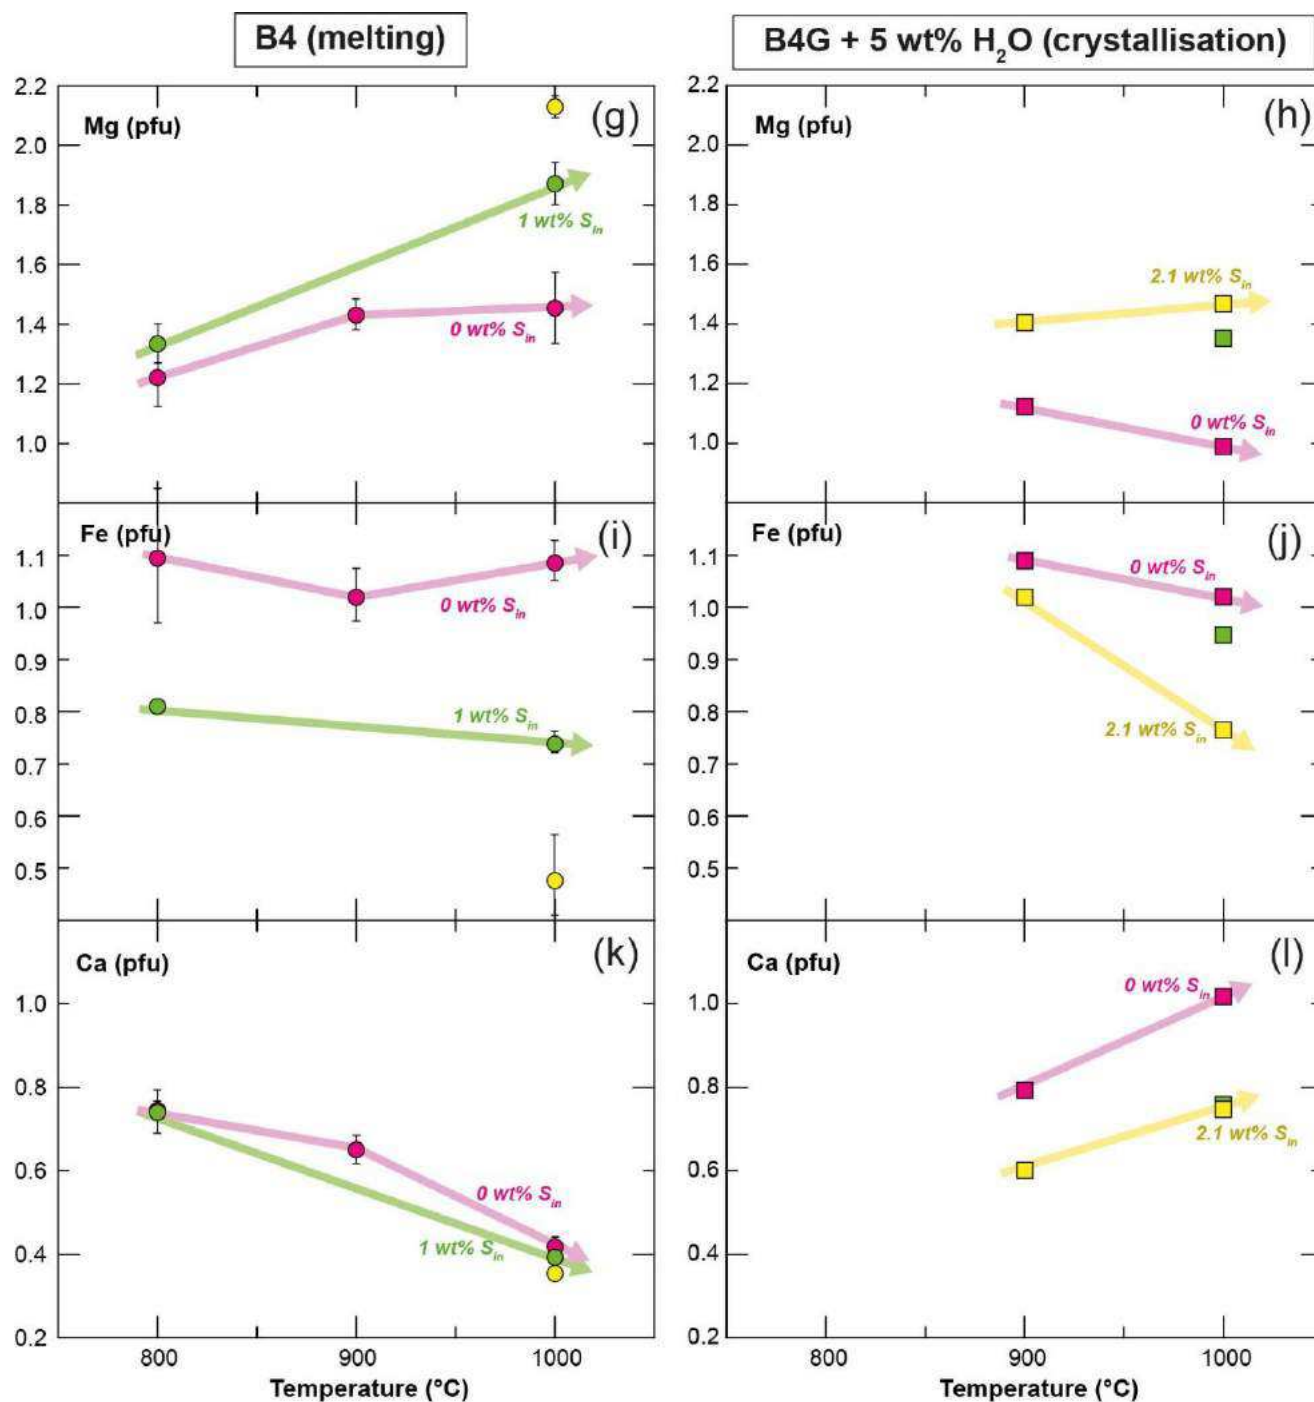 B4 (melting)
B4G + 5 wt% H2O (crystallisation)
2.2
2.0
1.8
1.6
1.4
1.2
1.0
Mg (pfu)
(g)
1 wt% Sin
0 wt% Sin
2.2
2.0
1.8
1.6
1.4
1.2
1.0
Mg (pfu)
(h)
2.1 wt% Sin
0 wt% Sin
1.1
1.0
0.9
0.8
0.7
0.6
0.5
Fe (pfu)
(i)
0 wt% Sin
1 wt% Sin
1.1
1.0
0.9
0.8
0.7
0.6
0.5
Fe (pfu)
(j)
0 wt% Sin
2.1 wt% Sin
1.0
0.8
0.6
0.4
0.2
Ca (pfu)
(k)
0 wt% Sin
1 wt% Sin
800
900
1000
Temperature (°C)
1.0
0.8
0.6
0.4
0.2
Ca (pfu)
(l)
0 wt% Sin
2.1 wt% Sin
800
900
1000
Temperature (°C)